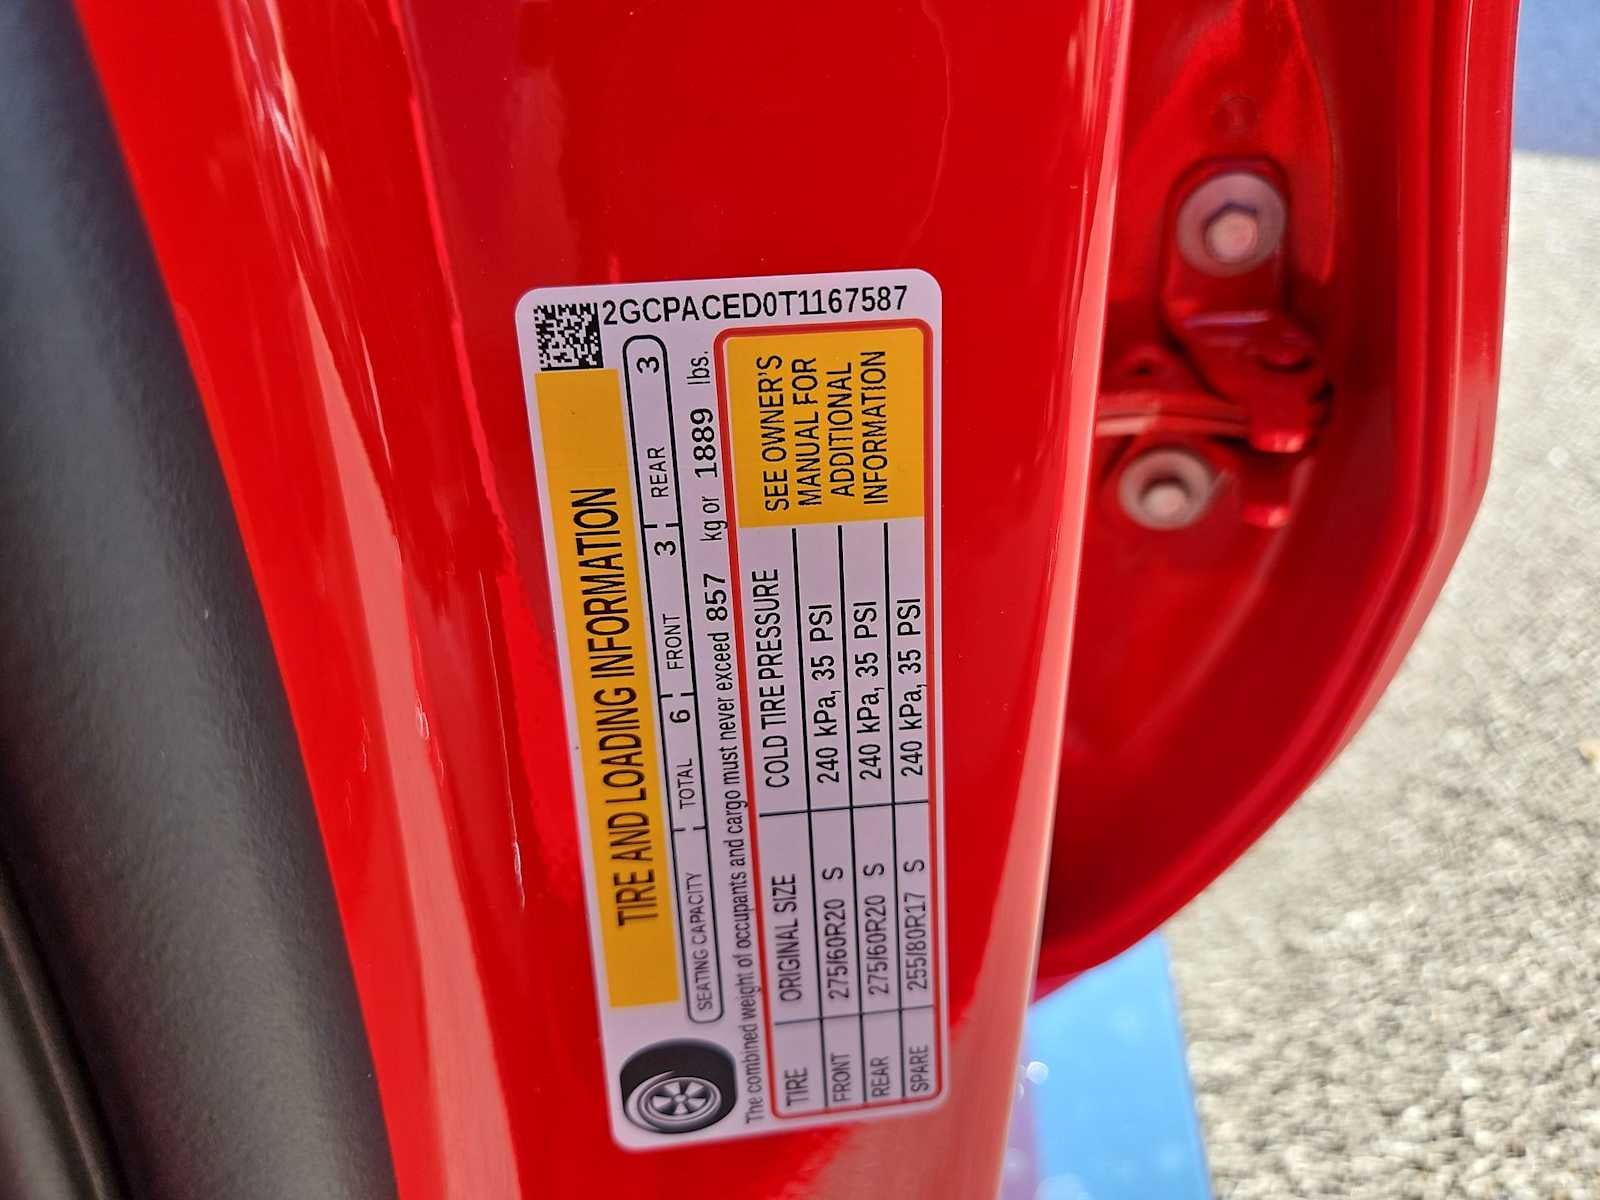 2GCPACED0T1167587
TIRE AND LOADING INFORMATION
SEATING CAPACITY TOTAL 6 FRONT 3 REAR 3
The combined weight of occupants and cargo must never exceed 857 kg or 1889 lbs.
TIRE ORIGINAL SIZE COLD TIRE PRESSURE
FRONT 275/60R20 S 240 kPa, 35 PSI
REAR 275/60R20 S 240 kPa, 35 PSI
SPARE 255/80R17 S 240 kPa, 35 PSI
SEE OWNER'S
MANUAL FOR
ADDITIONAL
INFORMATION